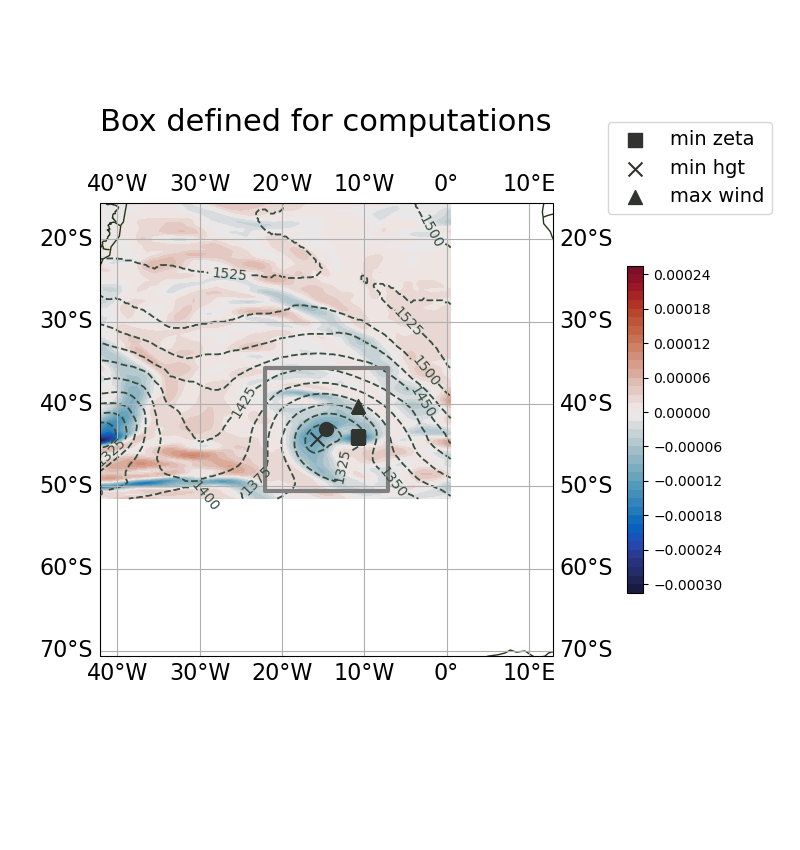 Box defined for computations
min zeta
min hgt
max wind
40°W 30°W 20°W 10°W 0° 10°E
20°S 20°S
30°S 30°S
40°S 40°S
50°S 50°S
60°S 60°S
70°S 70°S
40°W 30°W 20°W 10°W 0° 10°E
1500
1525
1525
1500
1450
1425
1325
1325
1375
1350
1400
0.00024
0.00018
0.00012
0.00006
0.00000
−0.00006
−0.00012
−0.00018
−0.00024
−0.00030